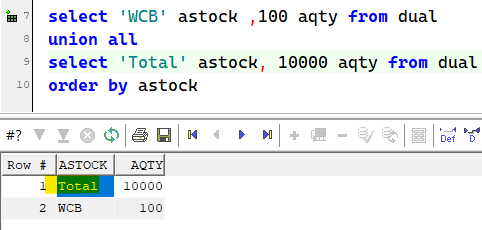 7 select 'WCB' astock ,100 aqty from dual
8 union all
9 select 'Total' astock, 10000 aqty from dual
10 order by astock
#? Def D
Row # ASTOCK AQTY
1 Total 10000
2 WCB 100